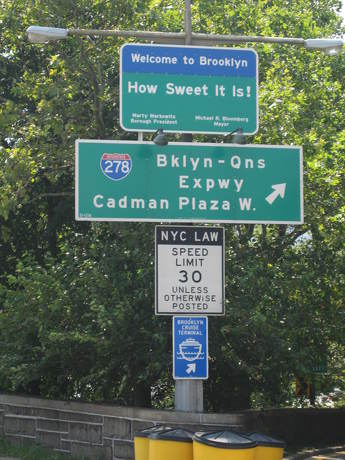 Welcome to Brooklyn
How Sweet It Is!
Marty Markowitz Michael R. Bloomberg
Borough President Mayor
INTERSTATE
278
Bklyn-Qns
Expwy
Cadman Plaza W.
NYC LAW
SPEED
LIMIT
30
UNLESS
OTHERWISE
POSTED
BROOKLYN
CRUISE
TERMINAL